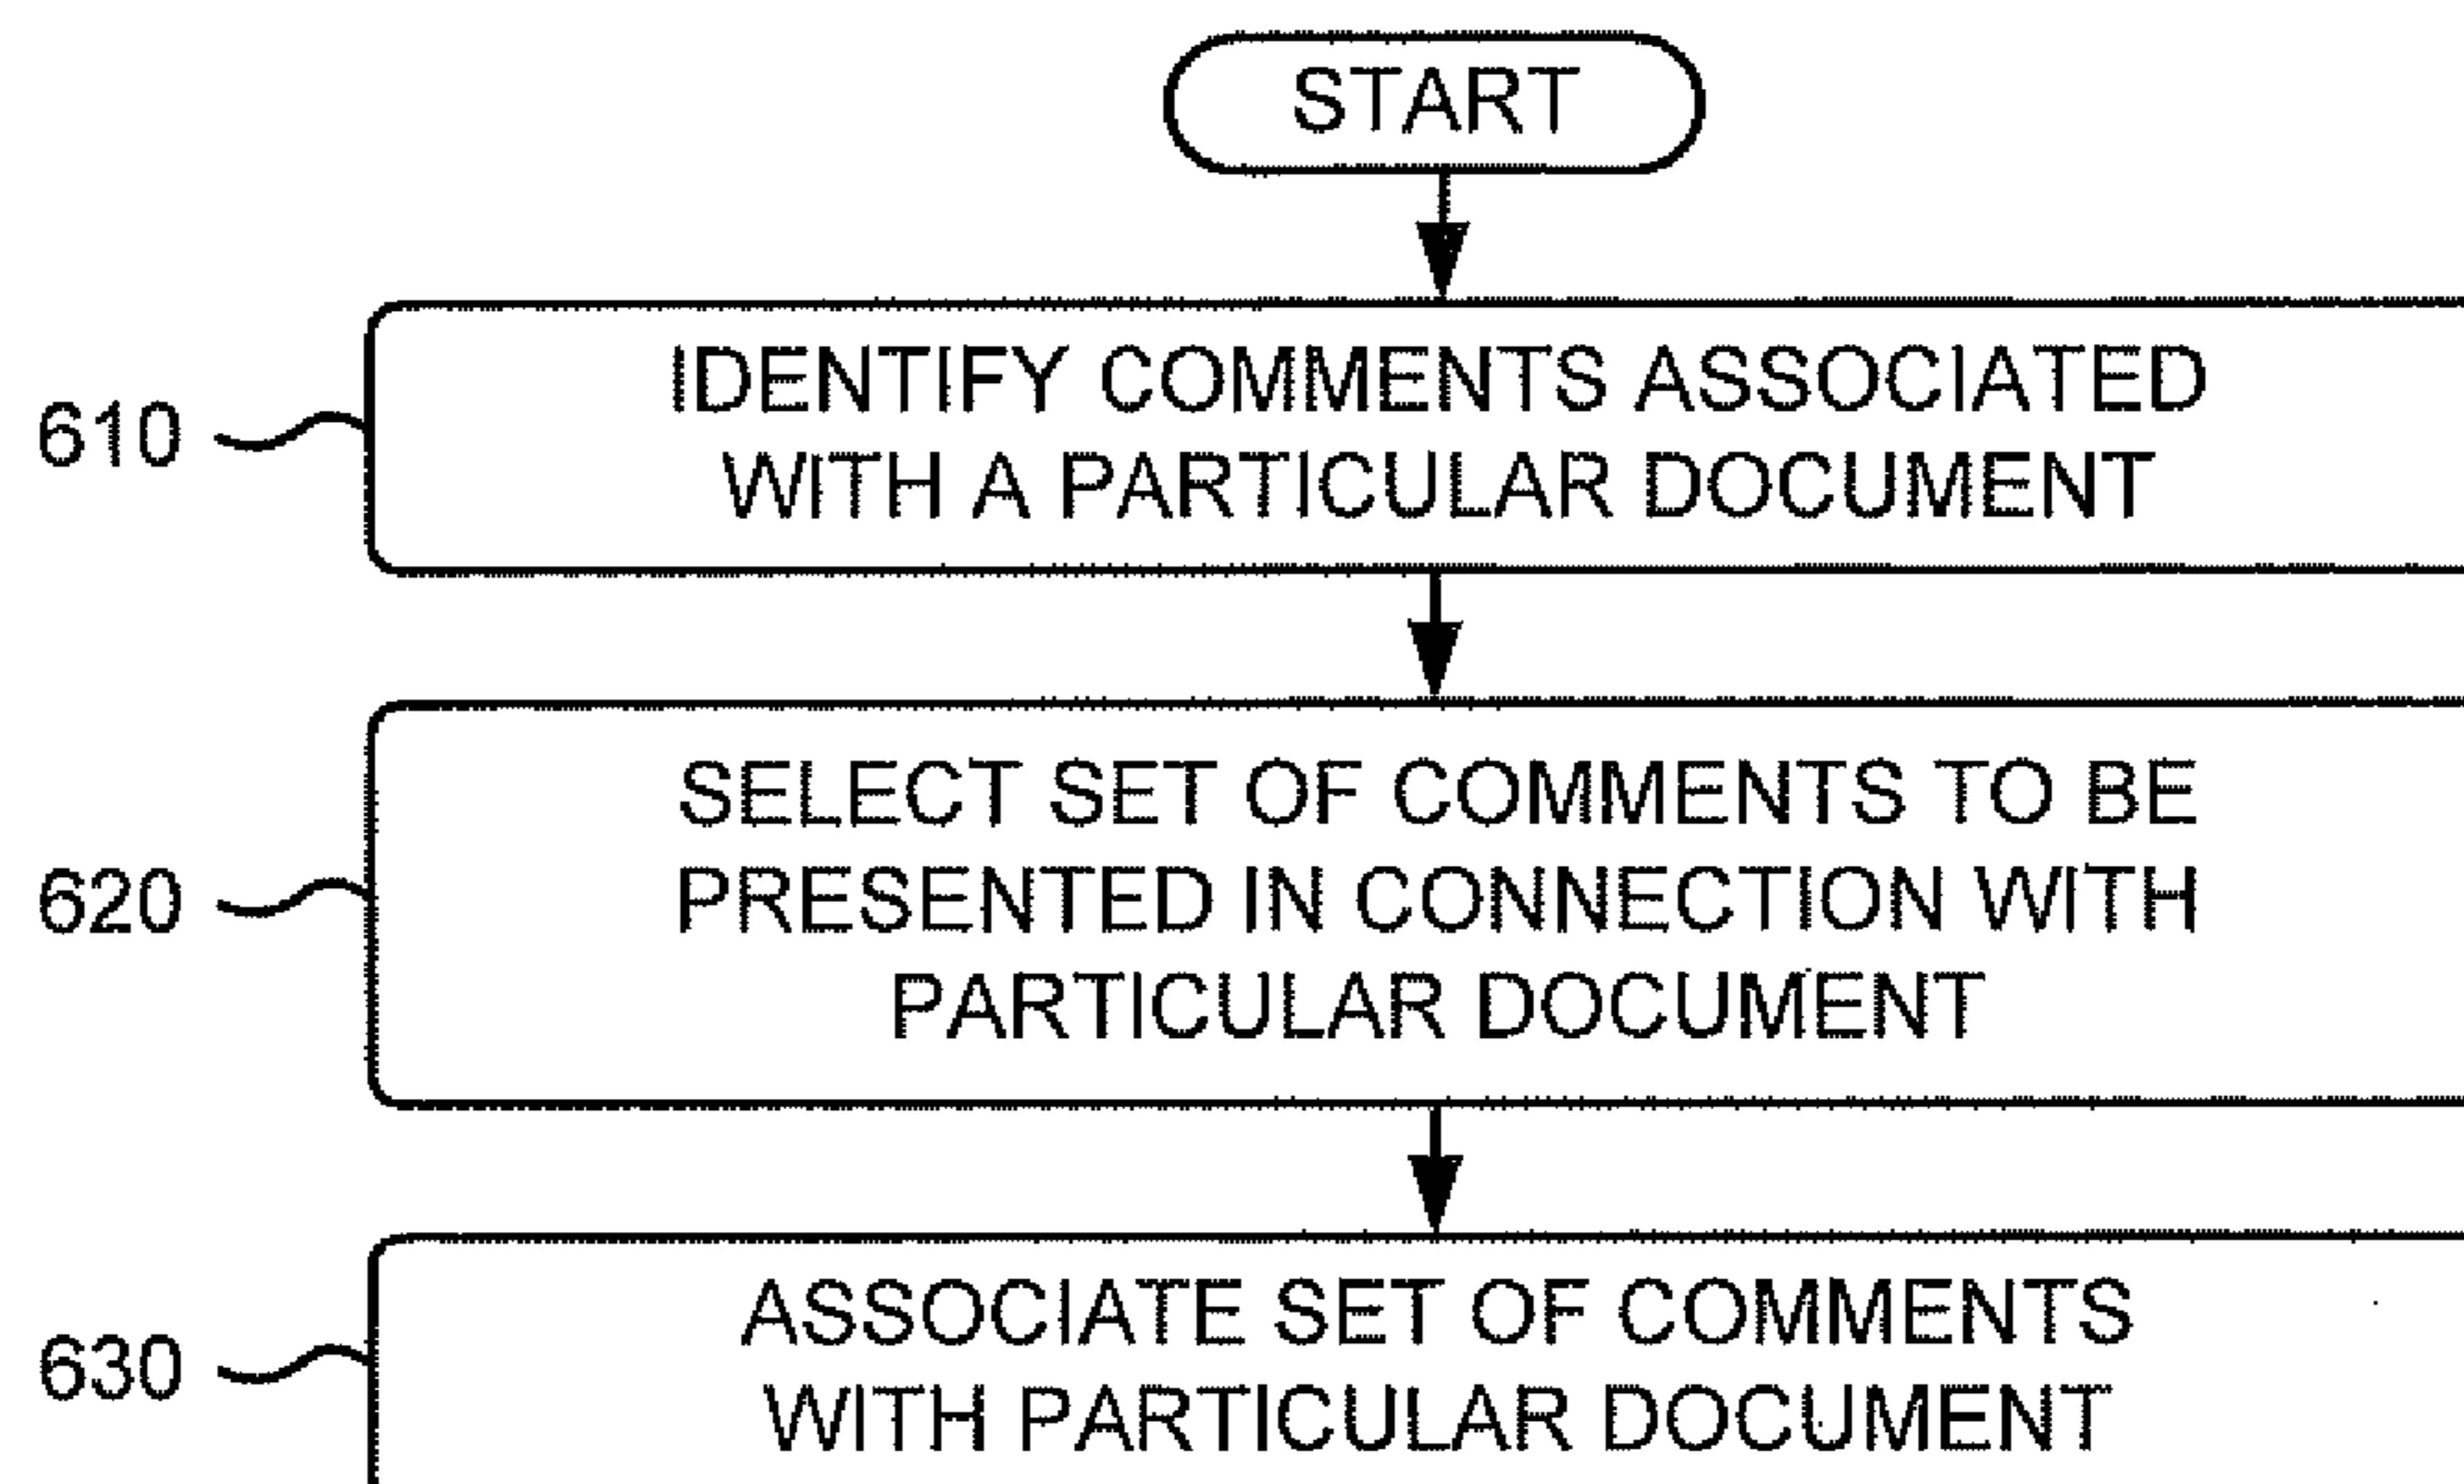 START
IDENTIFY COMMENTS ASSOCIATED
WITH A PARTICULAR DOCUMENT
610
SELECT SET OF COMMENTS TO BE
PRESENTED IN CONNECTION WITH
PARTICULAR DOCUMENT
620
ASSOCIATE SET OF COMMENTS
WITH PARTICULAR DOCUMENT
630